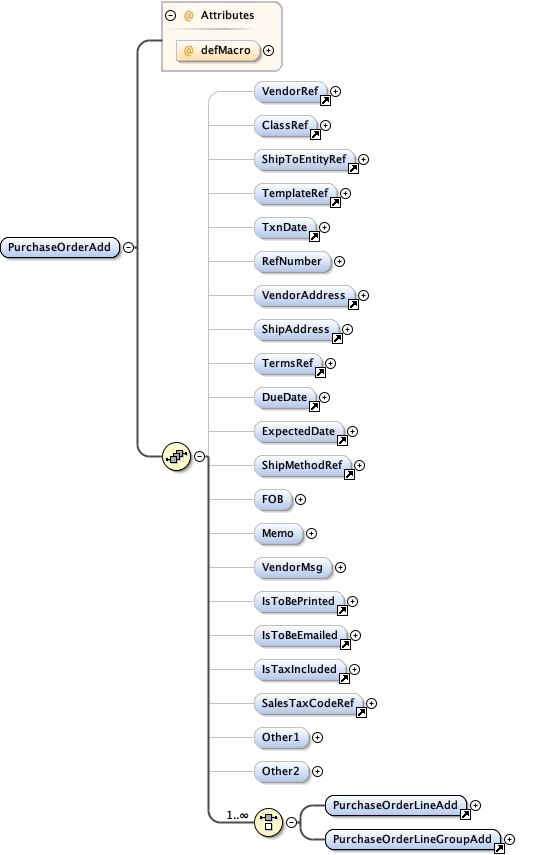 Attributes
@ defMacro
VendorRef
ClassRef
ShipToEntityRef
TemplateRef
TxnDate
RefNumber
VendorAddress
PurchaseOrderAdd
ShipAddress
TermsRef
DueDate
ExpectedDate
ShipMethodRef
FOB
Memo
VendorMsg
IsToBePrinted
IsToBeEmailed
IsTaxIncluded
SalesTaxCodeRef
Other1
Other2
1..∞
PurchaseOrderLineAdd
PurchaseOrderLineGroupAdd